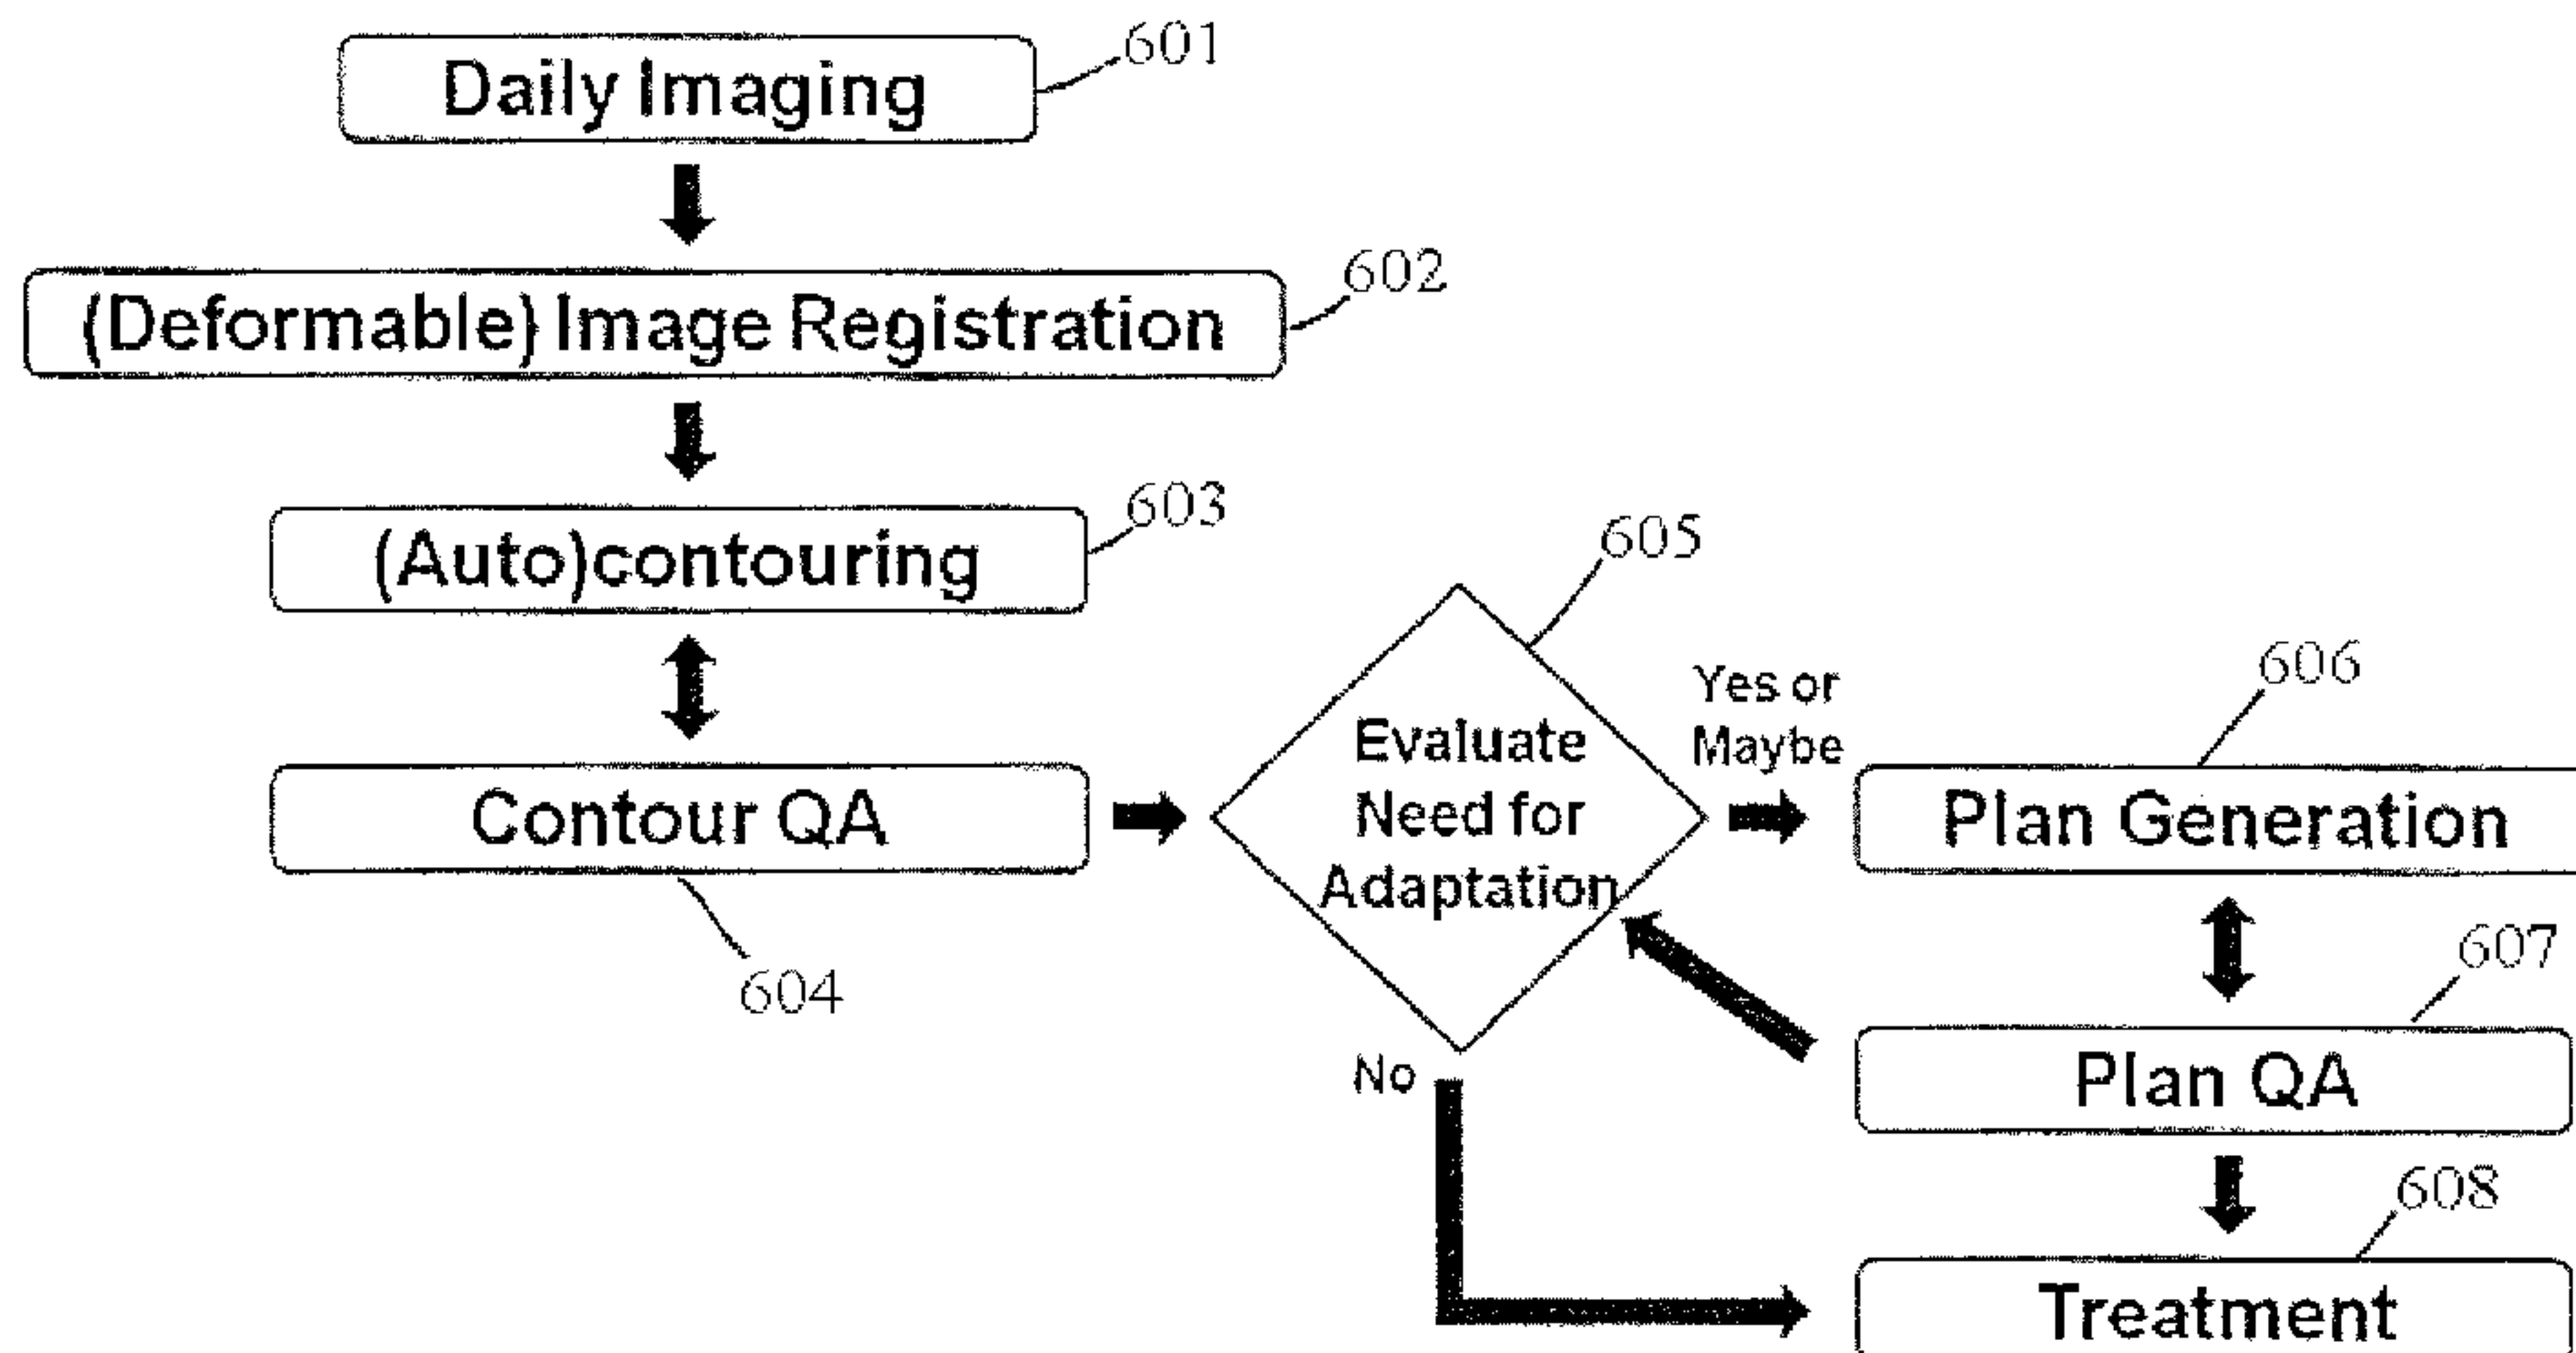 Daily Imaging
601
(Deformable) Image Registration
602
(Auto)contouring
603
Contour QA
604
Evaluate
Need for
Adaptation
605
Yes or
Maybe
No
Plan Generation
606
Plan QA
607
Treatment
608